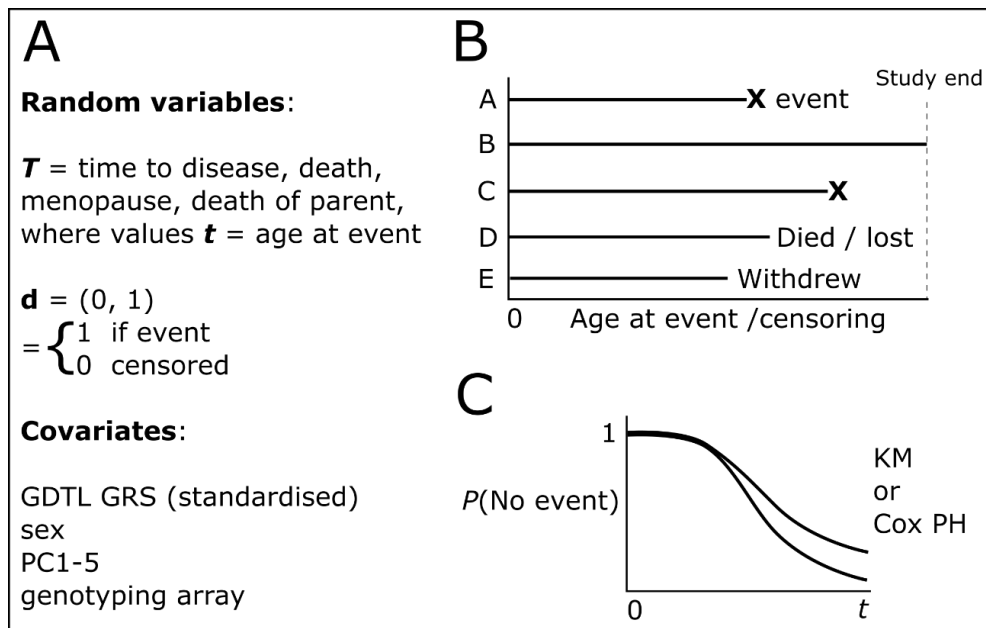 A
Random variables:
T = time to disease, death,
menopause, death of parent,
where values t = age at event
d = (0, 1)
= { 1 if event
0 censored
Covariates:
GDTL GRS (standardised)
sex
PC1-5
genotyping array
B
Study end
A X event
B
C X
D Died / lost
E Withdrew
0 Age at event /censoring
C
1
P(No event)
KM
or
Cox PH
0 t